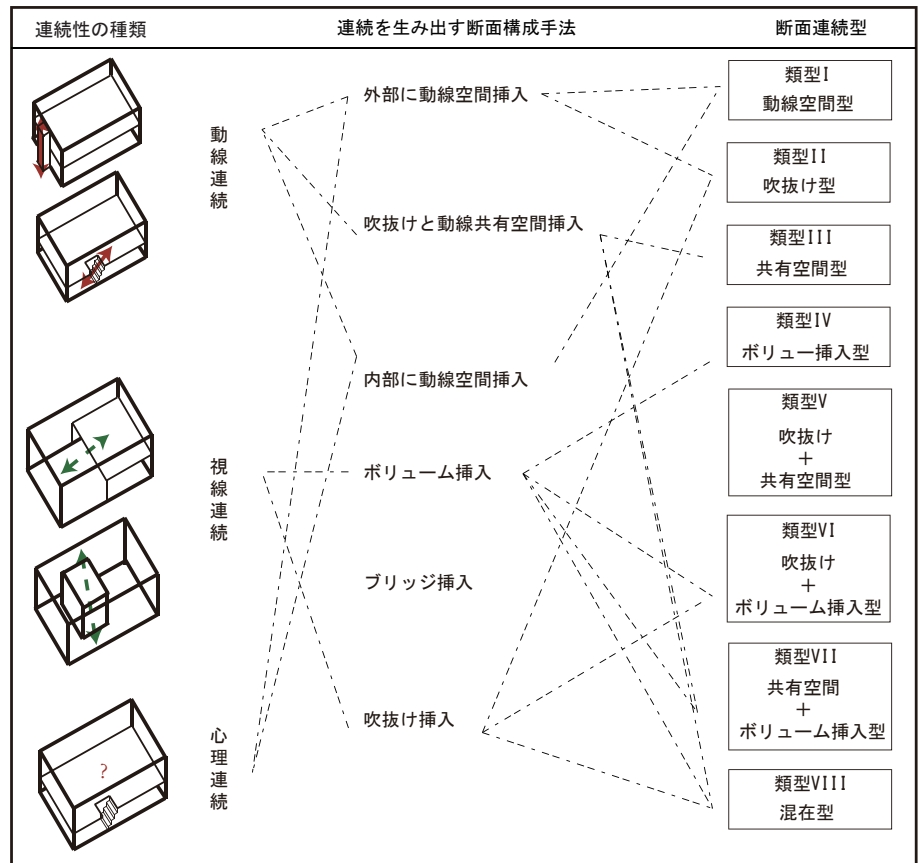 連続性の種類
連続を生み出す断面構成手法
断面連続型
動線連続
視線連続
心理連続
?
外部に動線空間挿入
吹抜けと動線共有空間挿入
内部に動線空間挿入
ボリューム挿入
ブリッジ挿入
吹抜け挿入
類型I
動線空間型
類型II
吹抜け型
類型III
共有空間型
類型IV
ボリュー挿入型
類型V
吹抜け
+
共有空間型
類型VI
吹抜け
+
ボリューム挿入型
類型VII
共有空間
+
ボリューム挿入型
類型VIII
混在型